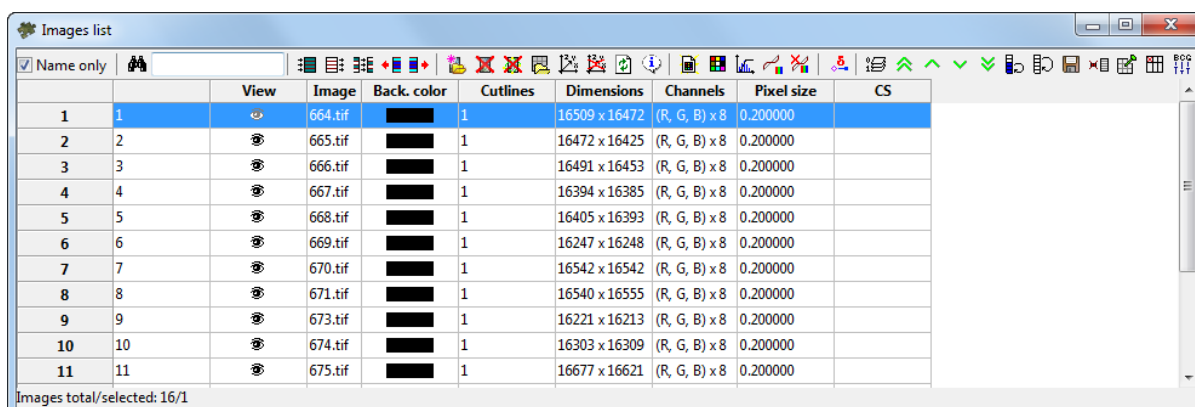 Images list
Name only
View Image Back. color Cutlines Dimensions Channels Pixel size CS
1 1 664.tif 1 16509 x 16472 (R, G, B) x 8 0.200000
2 2 665.tif 1 16472 x 16425 (R, G, B) x 8 0.200000
3 3 666.tif 1 16491 x 16453 (R, G, B) x 8 0.200000
4 4 667.tif 1 16394 x 16385 (R, G, B) x 8 0.200000
5 5 668.tif 1 16405 x 16393 (R, G, B) x 8 0.200000
6 6 669.tif 1 16247 x 16248 (R, G, B) x 8 0.200000
7 7 670.tif 1 16542 x 16542 (R, G, B) x 8 0.200000
8 8 671.tif 1 16540 x 16555 (R, G, B) x 8 0.200000
9 9 673.tif 1 16221 x 16213 (R, G, B) x 8 0.200000
10 10 674.tif 1 16303 x 16309 (R, G, B) x 8 0.200000
11 11 675.tif 1 16677 x 16621 (R, G, B) x 8 0.200000
Images total/selected: 16/1